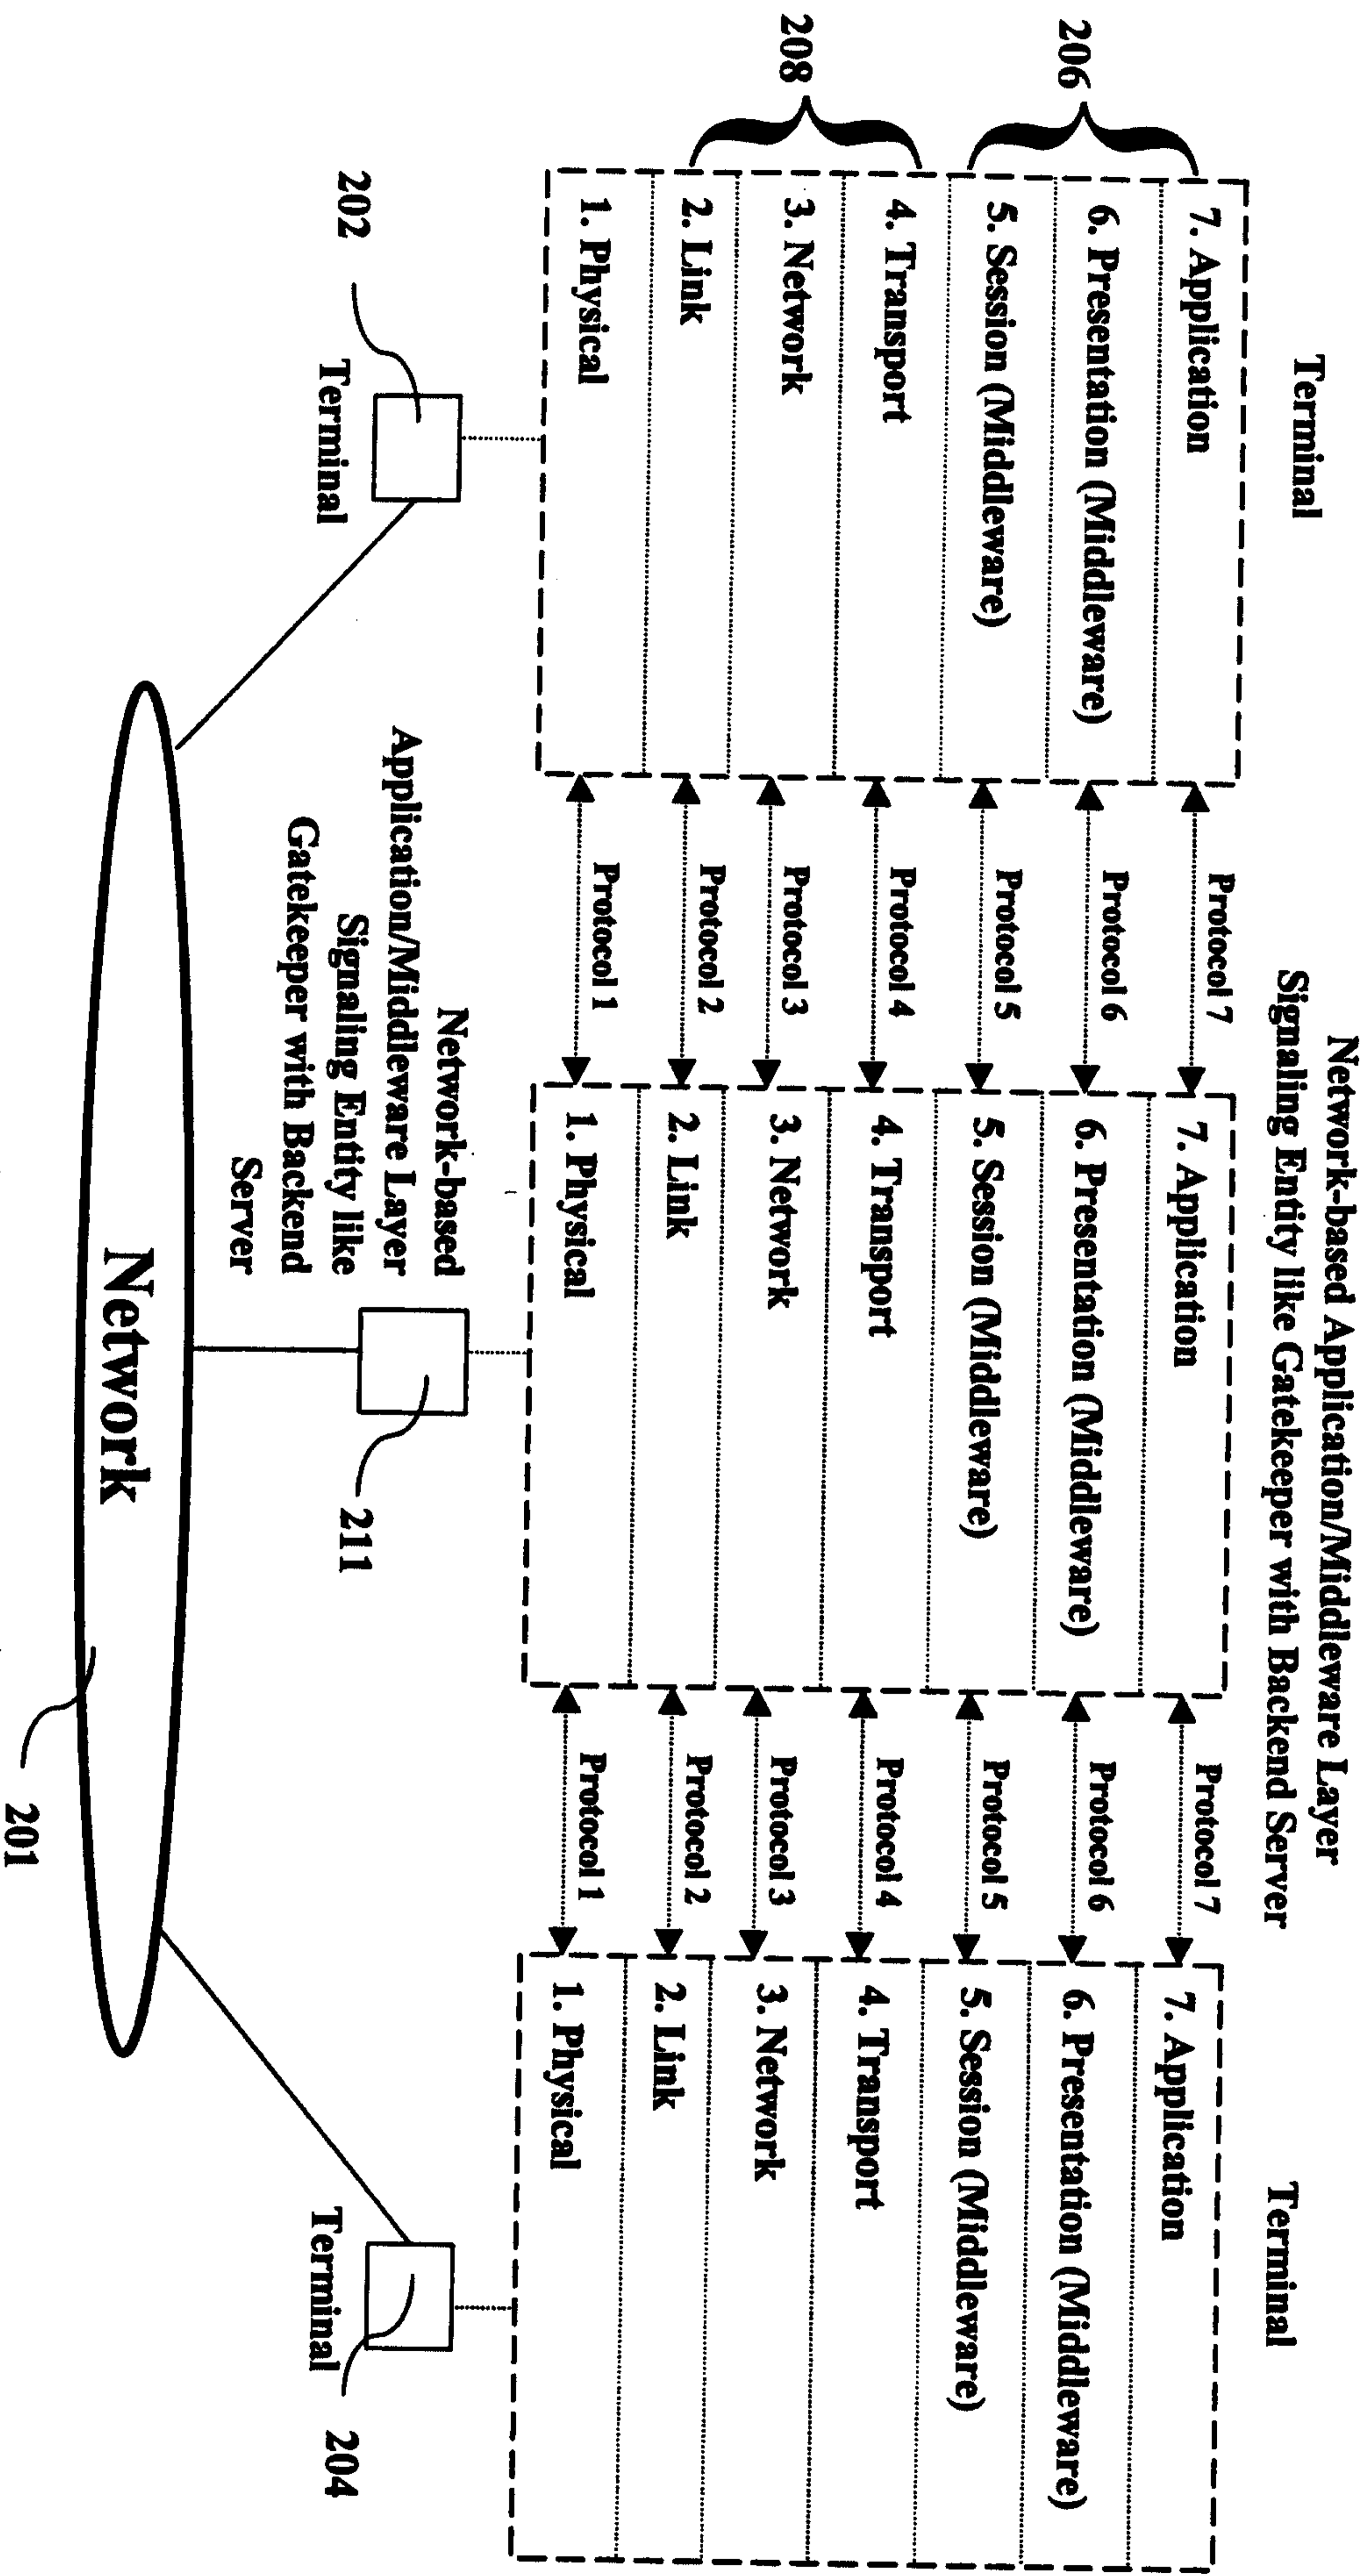 Terminal
Network-based Application/Middleware Layer
Signaling Entity like Gatekeeper with Backend Server
Terminal
206
208
7. Application
6. Presentation (Middleware)
5. Session (Middleware)
4. Transport
3. Network
2. Link
1. Physical
Protocol 7
Protocol 6
Protocol 5
Protocol 4
Protocol 3
Protocol 2
Protocol 1
7. Application
6. Presentation (Middleware)
5. Session (Middleware)
4. Transport
3. Network
2. Link
1. Physical
Protocol 7
Protocol 6
Protocol 5
Protocol 4
Protocol 3
Protocol 2
Protocol 1
7. Application
6. Presentation (Middleware)
5. Session (Middleware)
4. Transport
3. Network
2. Link
1. Physical
202
Terminal
Network-based
Application/Middleware Layer
Signaling Entity like
Gatekeeper with Backend
Server
211
Terminal
204
Network
201